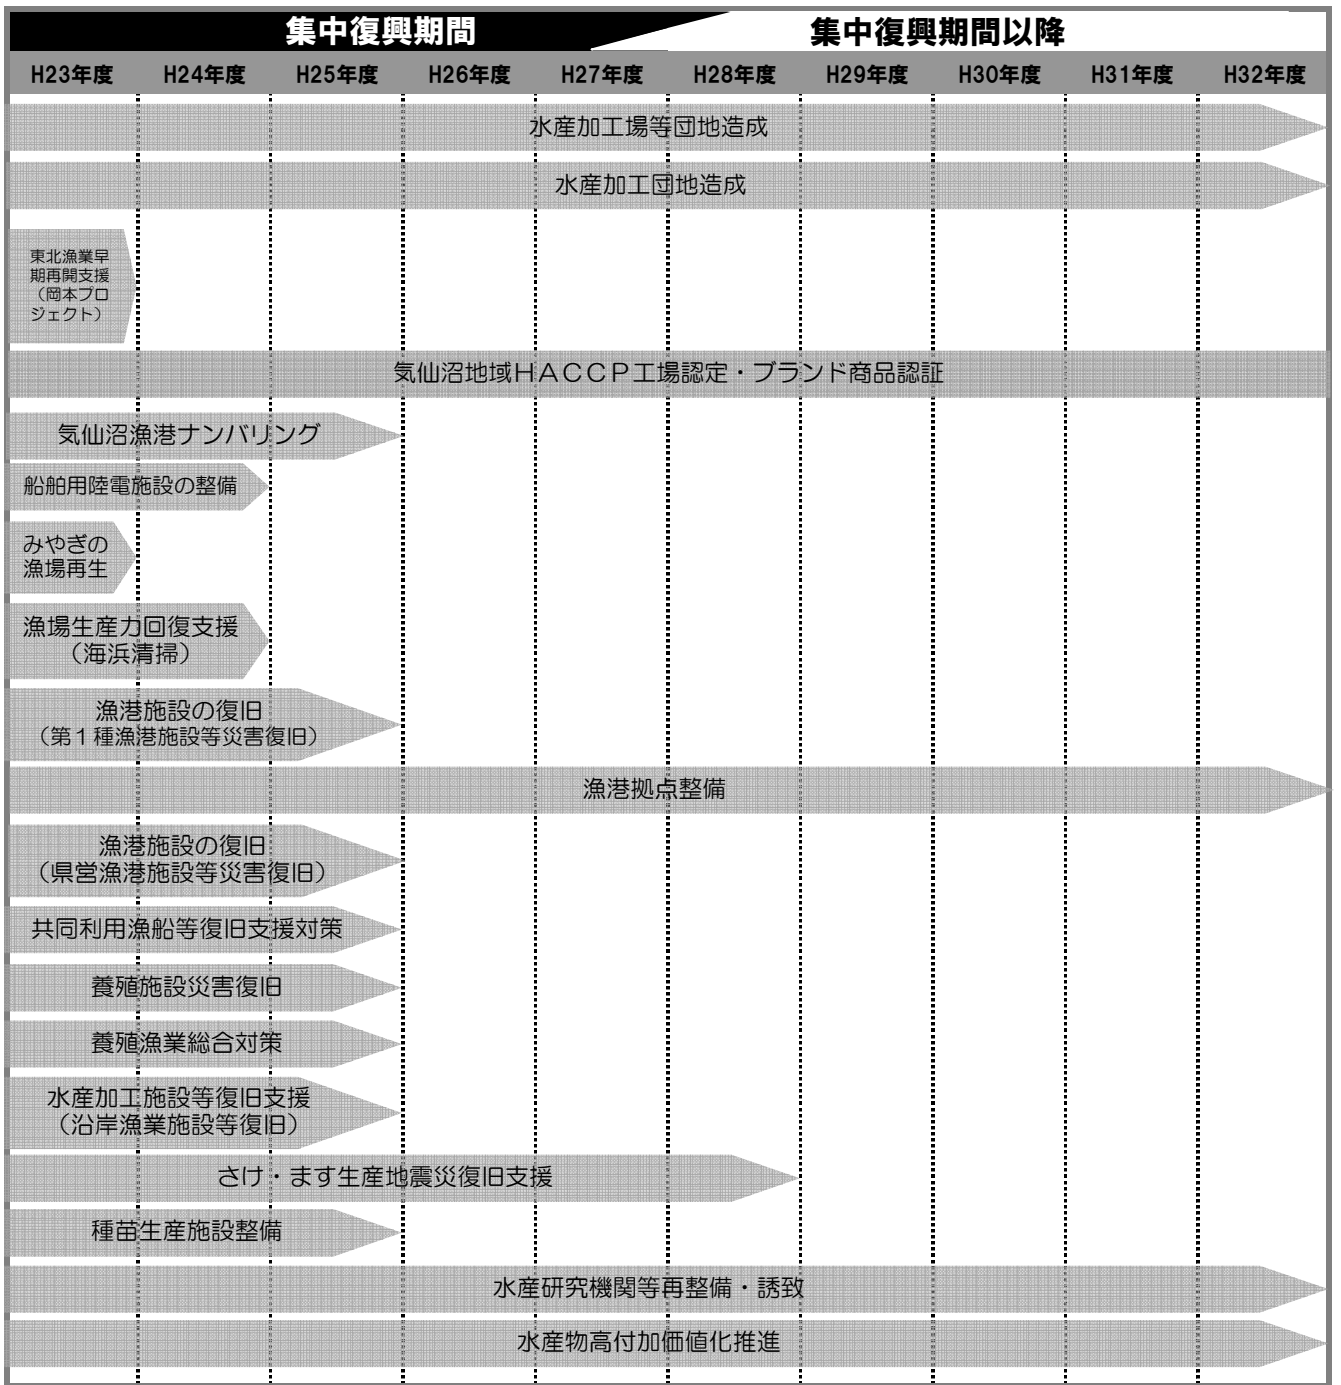 集中復興期間
集中復興期間以降
H23年度 H24年度 H25年度 H26年度 H27年度 H28年度 H29年度 H30年度 H31年度 H32年度
水産加工場等団地造成
水産加工団地造成
東北漁業早
期再開支援
（岡本プロ
ジェクト）
気仙沼地域ＨＡＣＣＰ工場認定・ブランド商品認証
気仙沼漁港ナンバリング
船舶用陸電施設の整備
みやぎの
漁場再生
漁場生産力回復支援
（海浜清掃）
漁港施設の復旧
（第１種漁港施設等災害復旧）
漁港拠点整備
漁港施設の復旧
（県営漁港施設等災害復旧）
共同利用漁船等復旧支援対策
養殖施設災害復旧
養殖漁業総合対策
水産加工施設等復旧支援
（沿岸漁業施設等復旧）
さけ・ます生産地震災復旧支援
種苗生産施設整備
水産研究機関等再整備・誘致
水産物高付加価値化推進